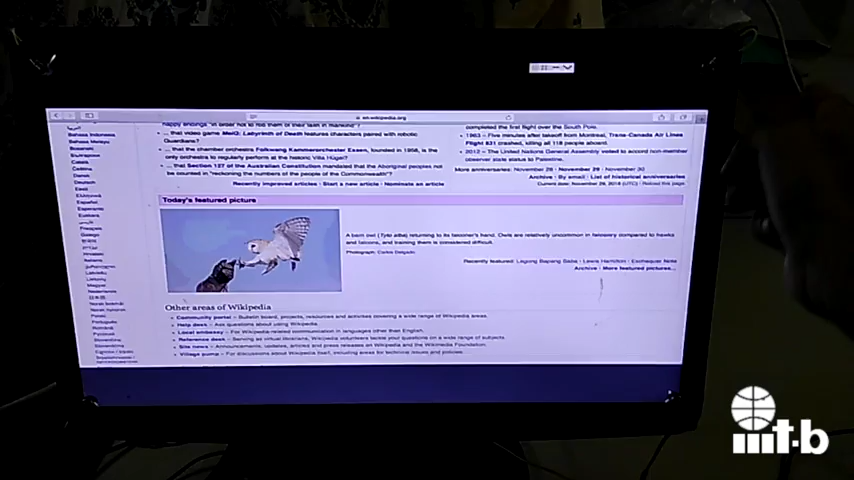 en.wikipedia.org
Bahasa Indonesia
Bahasa Melayu
Bosanski
Български
Català
Čeština
Dansk
Deutsch
Eesti
Ελληνικά
Español
Esperanto
Euskara
فارسی
Français
Galego
한국어
Hrvatski
Italiano
Latviešu
Lietuvių
Magyar
Nederlands
日本語
Norsk bokmål
Norsk nynorsk
Polski
Português
Română
Русский
Slovenčina
Slovenščina
happy endings "in order not to rob them of their faith in mankind"?
... that video game MeiQ: Labyrinth of Death features characters paired with robotic
Guardians?
... that the chamber orchestra Folkwang Kammerorchester Essen, founded in 1958, is the
only orchestra to regularly perform at the historic Villa Hügel?
... that Section 127 of the Australian Constitution mandated that the Aboriginal peoples not
be counted in "reckoning the numbers of the people of the Commonwealth"?
Recently improved articles Start a new article Nominate an article
completed the first flight over the South Pole.
1963 – Five minutes after takeoff from Montreal, Trans-Canada Air Lines
Flight 831 crashed, killing all 118 people aboard.
2012 – The United Nations General Assembly voted to accord non-member
observer state status to Palestine.
More anniversaries: November 28 November 29 November 30
Archive By email List of historical anniversaries
Current date: November 29, 2018 (UTC) Reload this page
Today's featured picture
A barn owl (Tyto alba) returning to its falconer's hand. Owls are relatively uncommon in falconry compared to hawks
and falcons, and training them is considered difficult.
Photograph: Carlos Delgado
Recently featured: Lagung Bapang Saba Lewis Hamilton Exchequer Note
Archive More featured pictures...
Other areas of Wikipedia
Community portal – Bulletin board, projects, resources and activities covering a wide range of Wikipedia areas.
Help desk – Ask questions about using Wikipedia.
Local embassy – For Wikipedia-related communication in languages other than English.
Reference desk – Serving as virtual librarians, Wikipedia volunteers tackle your questions on a wide range of subjects.
Site news – Announcements, updates, articles and press releases on Wikipedia and the Wikimedia Foundation.
Village pump – For discussions about Wikipedia itself, including areas for technical issues and policies.